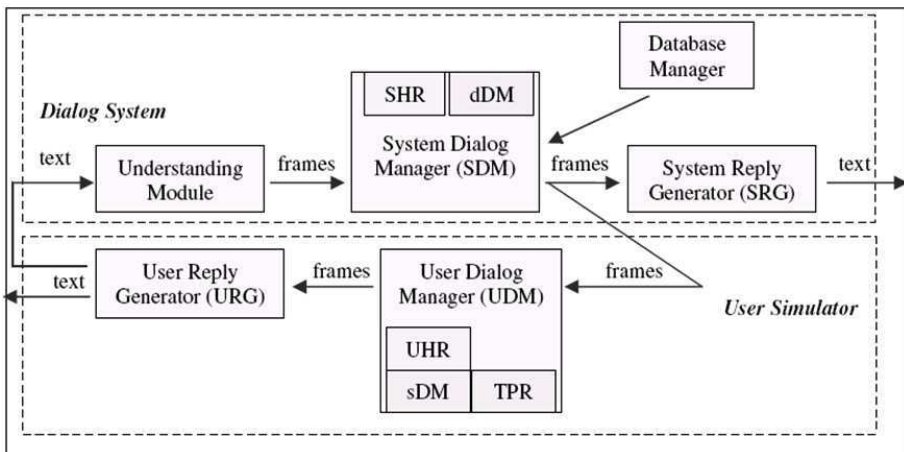 Database
Manager
SHR
dDM
Dialog System
System Dialog
Manager (SDM)
text
Understanding
Module
frames
frames
System Reply
Generator (SRG)
text
User Reply
Generator (URG)
text
frames
User Dialog
Manager (UDM)
frames
User Simulator
UHR
sDM
TPR